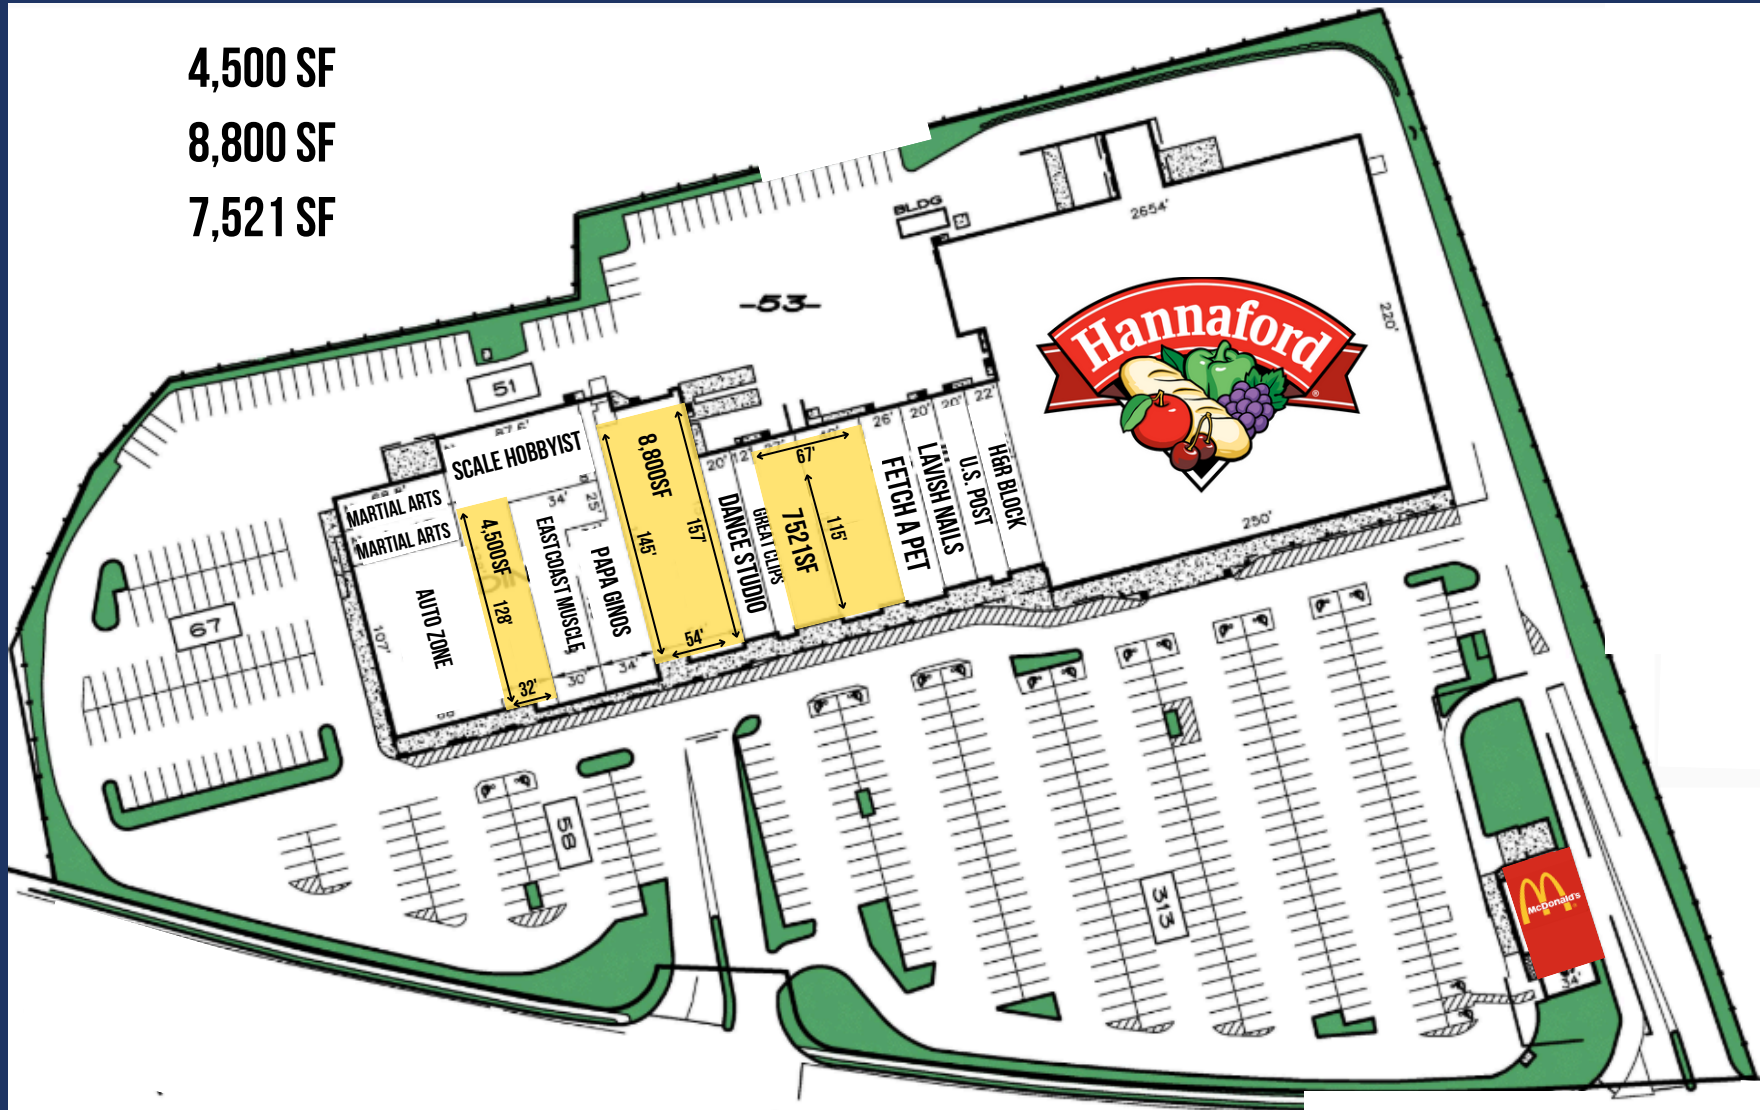 4,500 SF
8,800 SF
7,521 SF
BLDG
2654'
-53-
220'
Hannaford
®
51
87.6'
SCALE HOBBYIST
34'
25'
MARTIAL ARTS
MARTIAL ARTS
AUTO ZONE
107'
4,500SF
128'
32'
EASTCOAST MUSCLE
30'
PAPA GINOS
34'
8,800SF
145'
157'
54'
20'
12'
DANCE STUDIO
GREAT CLIPS
67'
7521SF
115'
26'
20'
20'
22'
FETCH A PET
LAVISH NAILS
U.S. POST
H&R BLOCK
250'
67
58
313
McDonald's
34'